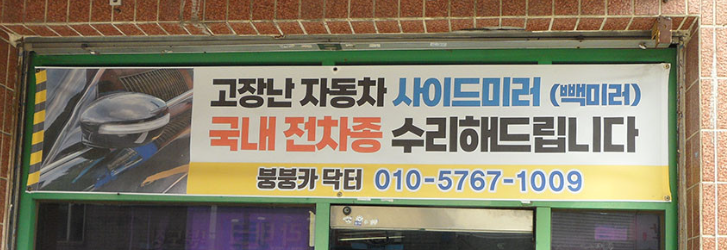 고장난 자동차 사이드미러 (빽미러)
국내 전차종 수리해드립니다
붕붕카 닥터 010-5767-1009